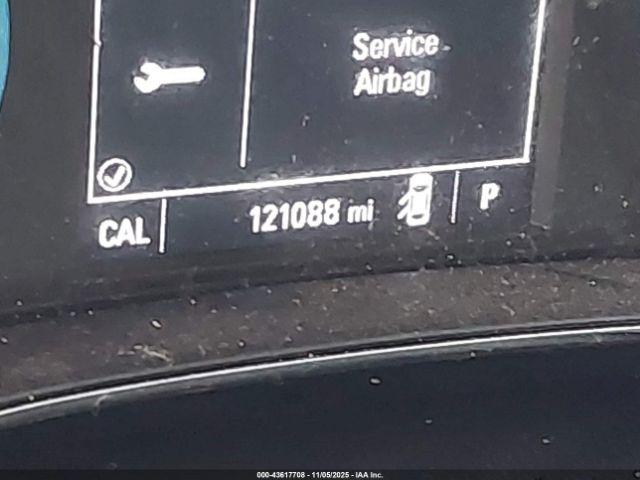 Service
Airbag
CAL
121088 mi
P
000-43617708 - 11/05/2025 - IAA Inc.